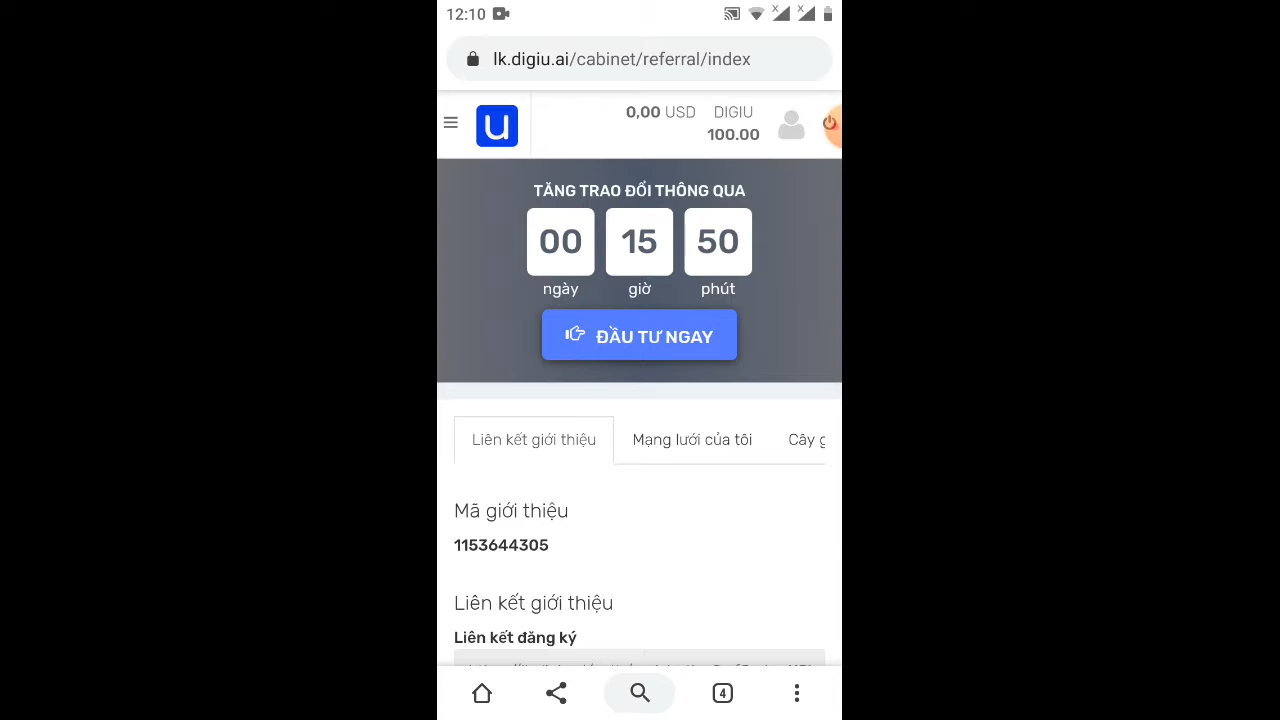 12:10
lk.digiu.ai/cabinet/referral/index
u
0,00 USD
DIGIU
100.00
TĂNG TRAO ĐỔI THÔNG QUA
00 15 50
ngày giờ phút
ĐẦU TƯ NGAY
Liên kết giới thiệu Mạng lưới của tôi Cây g
Mã giới thiệu
1153644305
Liên kết giới thiệu
Liên kết đăng ký
4